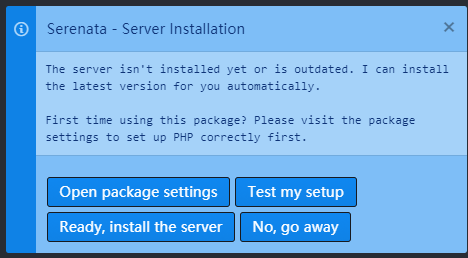 Serenata - Server Installation
The server isn't installed yet or is outdated. I can install
the latest version for you automatically.
First time using this package? Please visit the package
settings to set up PHP correctly first.
Open package settings
Test my setup
Ready, install the server
No, go away